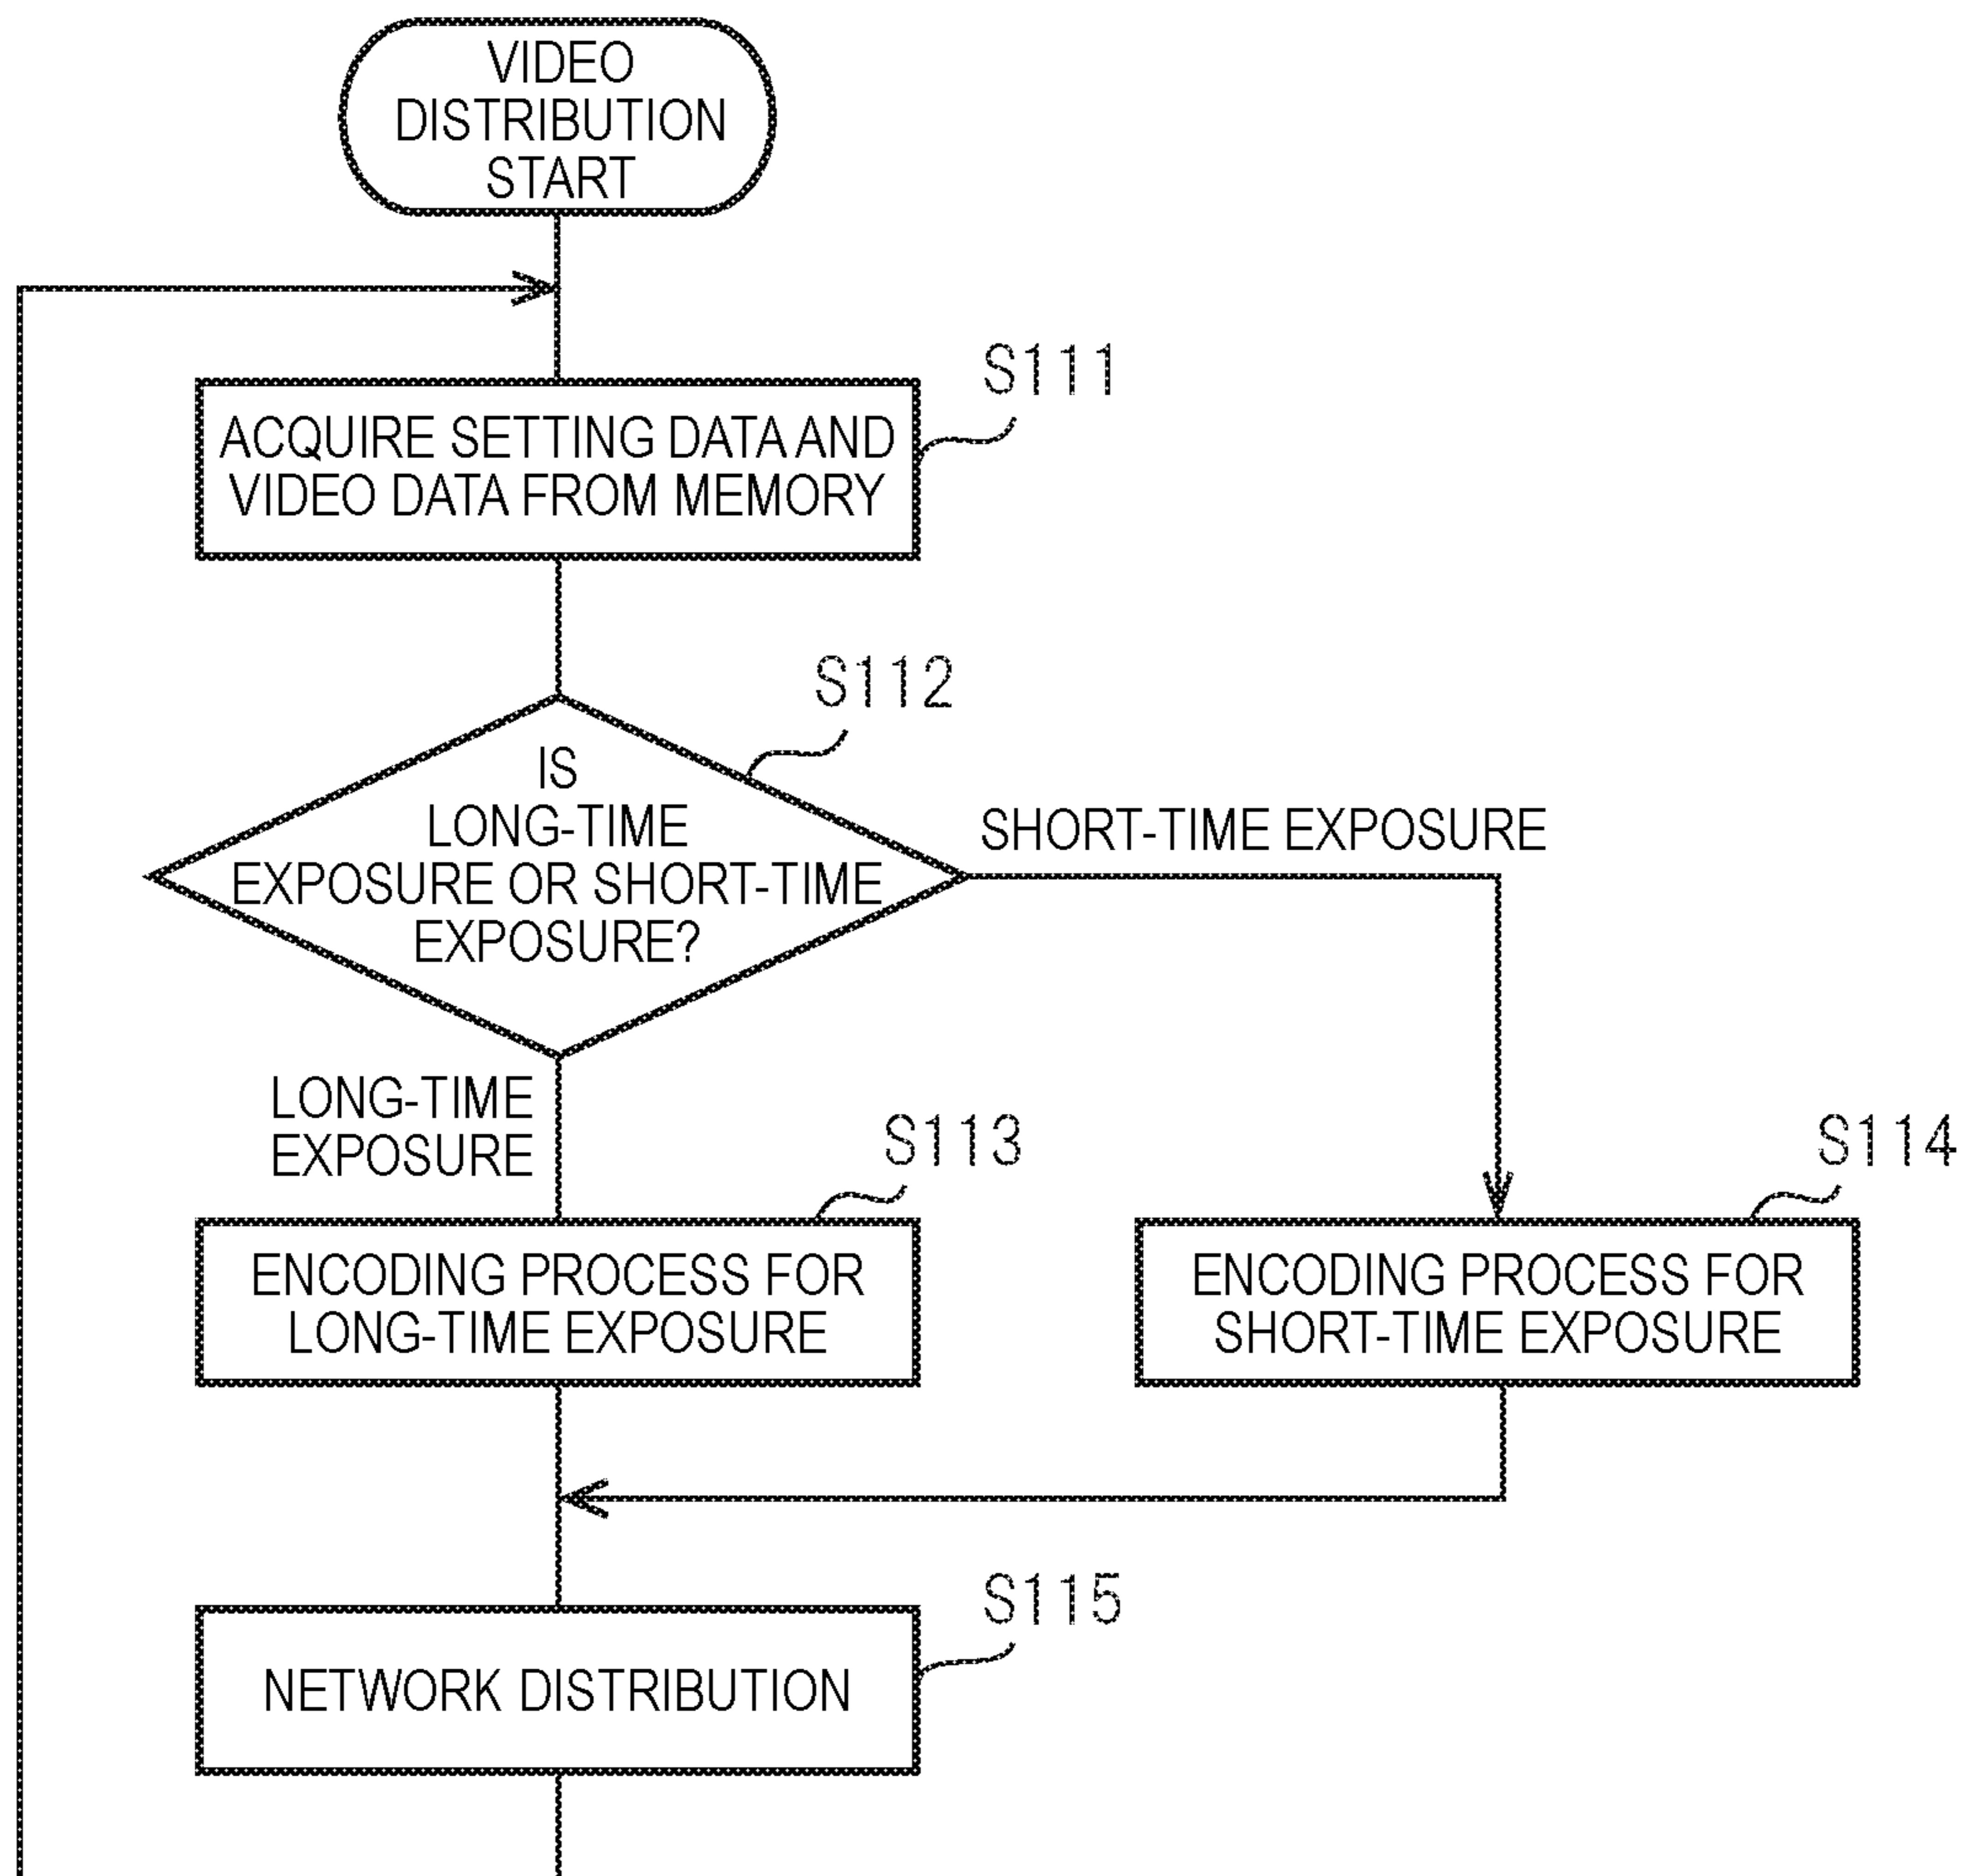 VIDEO
DISTRIBUTION
START
S111
ACQUIRE SETTING DATA AND
VIDEO DATA FROM MEMORY
S112
IS
LONG-TIME
EXPOSURE OR SHORT-TIME
EXPOSURE?
SHORT-TIME EXPOSURE
LONG-TIME
EXPOSURE
S113
ENCODING PROCESS FOR
LONG-TIME EXPOSURE
S114
ENCODING PROCESS FOR
SHORT-TIME EXPOSURE
S115
NETWORK DISTRIBUTION